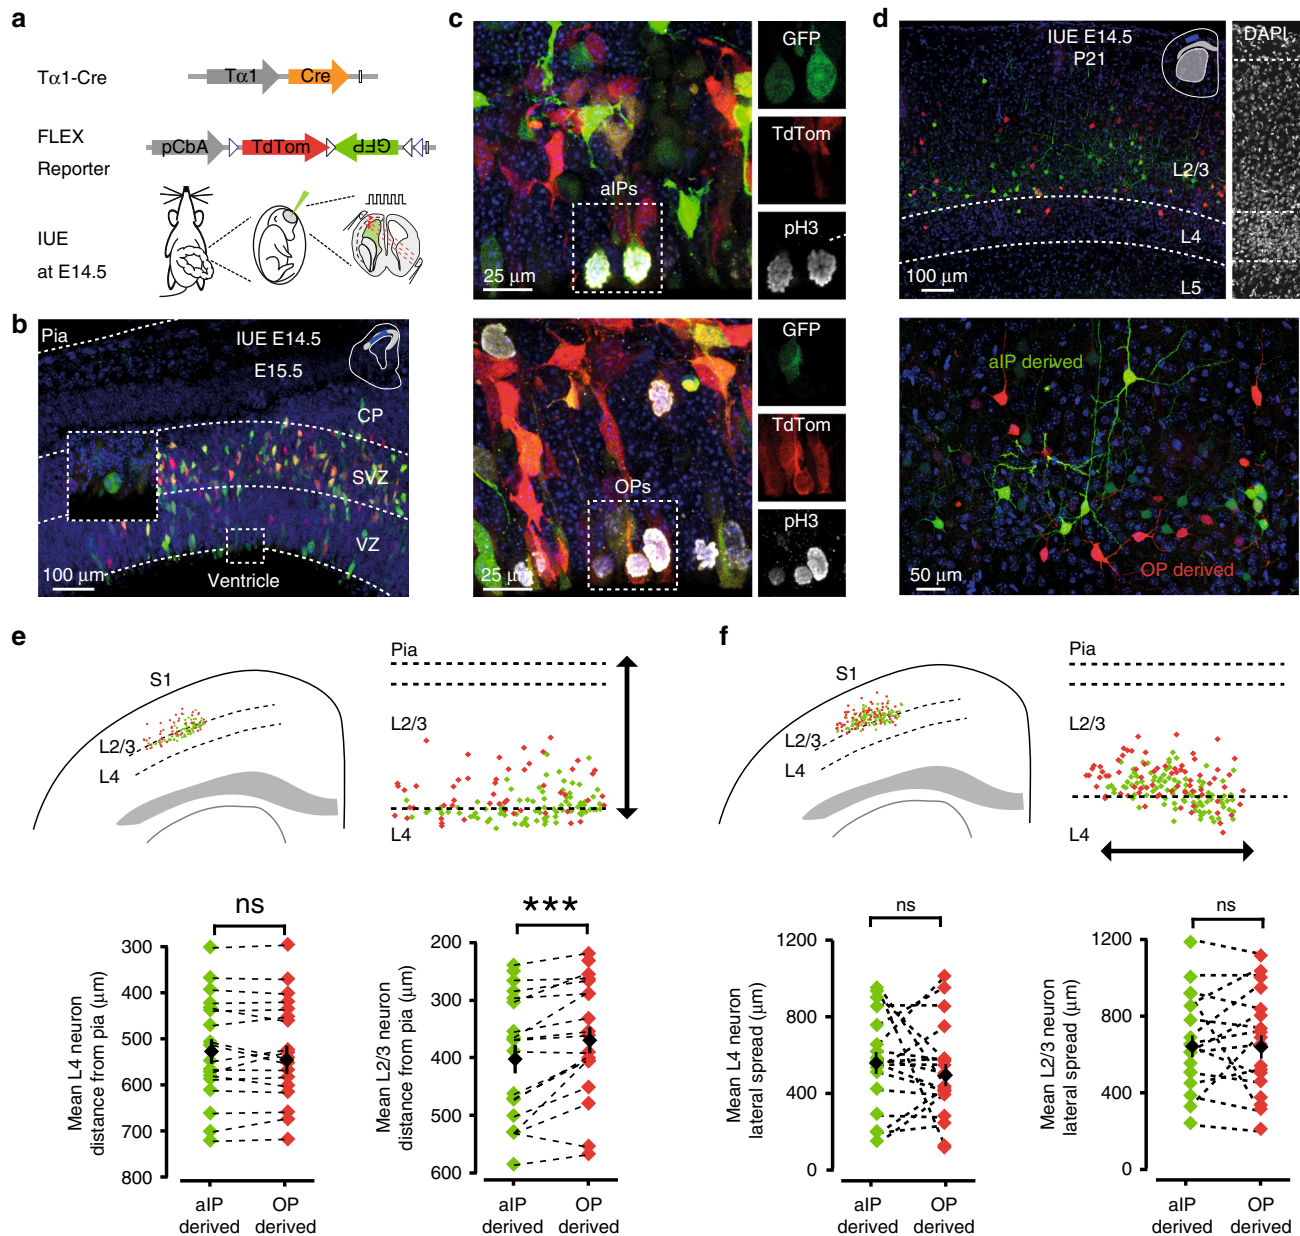 a
Tα1-Cre
Tα1
Cre
FLEX
Reporter
pCbA
TdTom
GFP
IUE
at E14.5
b
Pia
IUE E14.5
E15.5
CP
SVZ
VZ
Ventricle
100 µm
c
aIPs
25 µm
GFP
TdTom
pH3
OPs
25 µm
GFP
TdTom
pH3
d
IUE E14.5
P21
DAPI
L2/3
L4
L5
100 µm
aIP derived
OP derived
50 µm
e
S1
L2/3
L4
Pia
L2/3
L4
ns
Mean L4 neuron
distance from pia (µm)
300
400
500
600
700
800
aIP
derived
OP
derived
***
Mean L2/3 neuron
distance from pia (µm)
200
300
400
500
600
aIP
derived
OP
derived
f
S1
L2/3
L4
Pia
L2/3
L4
ns
Mean L4 neuron
lateral spread (µm)
1200
800
400
0
aIP
derived
OP
derived
ns
Mean L2/3 neuron
lateral spread (µm)
1200
800
400
0
aIP
derived
OP
derived